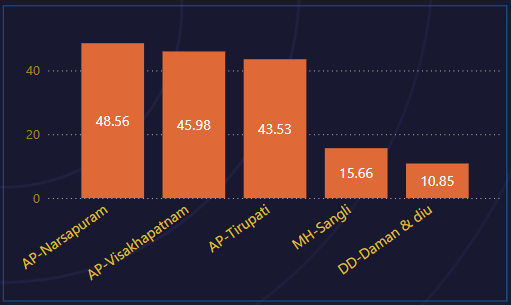 40
20
0
48.56
45.98
43.53
15.66
10.85
AP-Narsapuram
AP-Visakhapatnam
AP-Tirupati
MH-Sangli
DD-Daman & diu